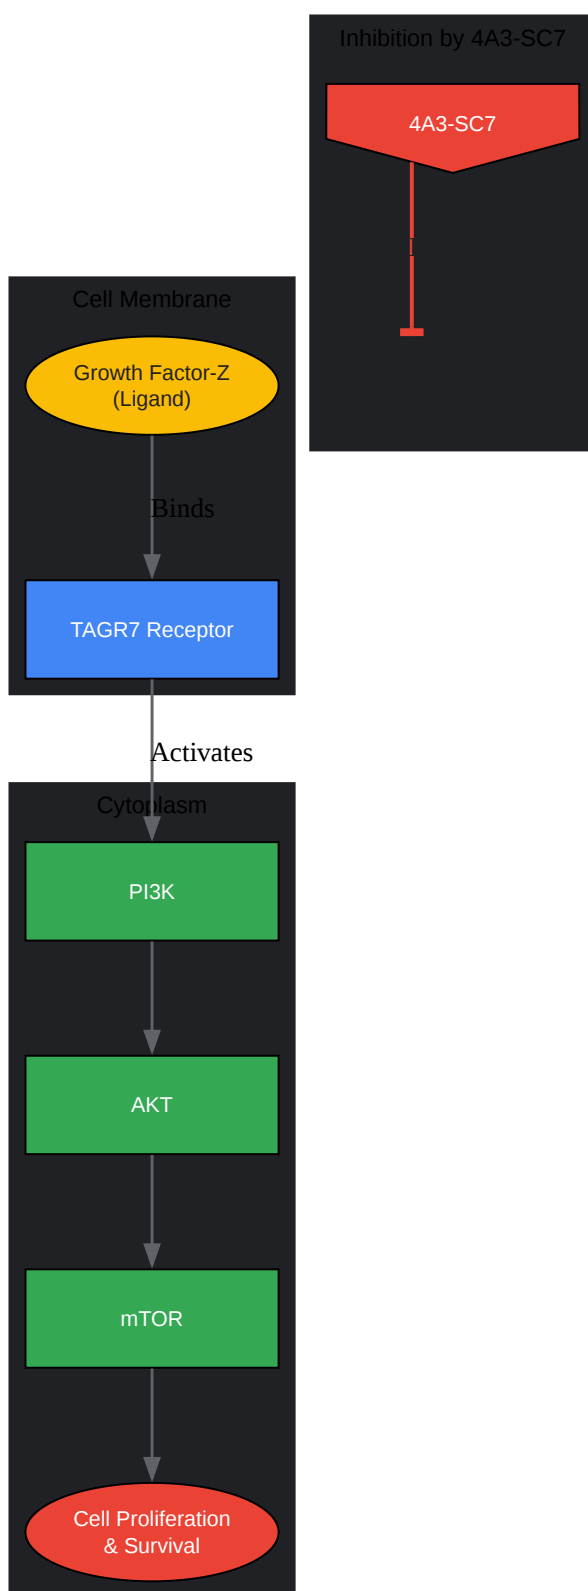 Inhibition by 4A3-SC7
4A3-SC7
Cell Membrane
Growth Factor-Z
(Ligand)
Binds
TAGR7 Receptor
Activates
Cytoplasm
PI3K
AKT
mTOR
Cell Proliferation
& Survival